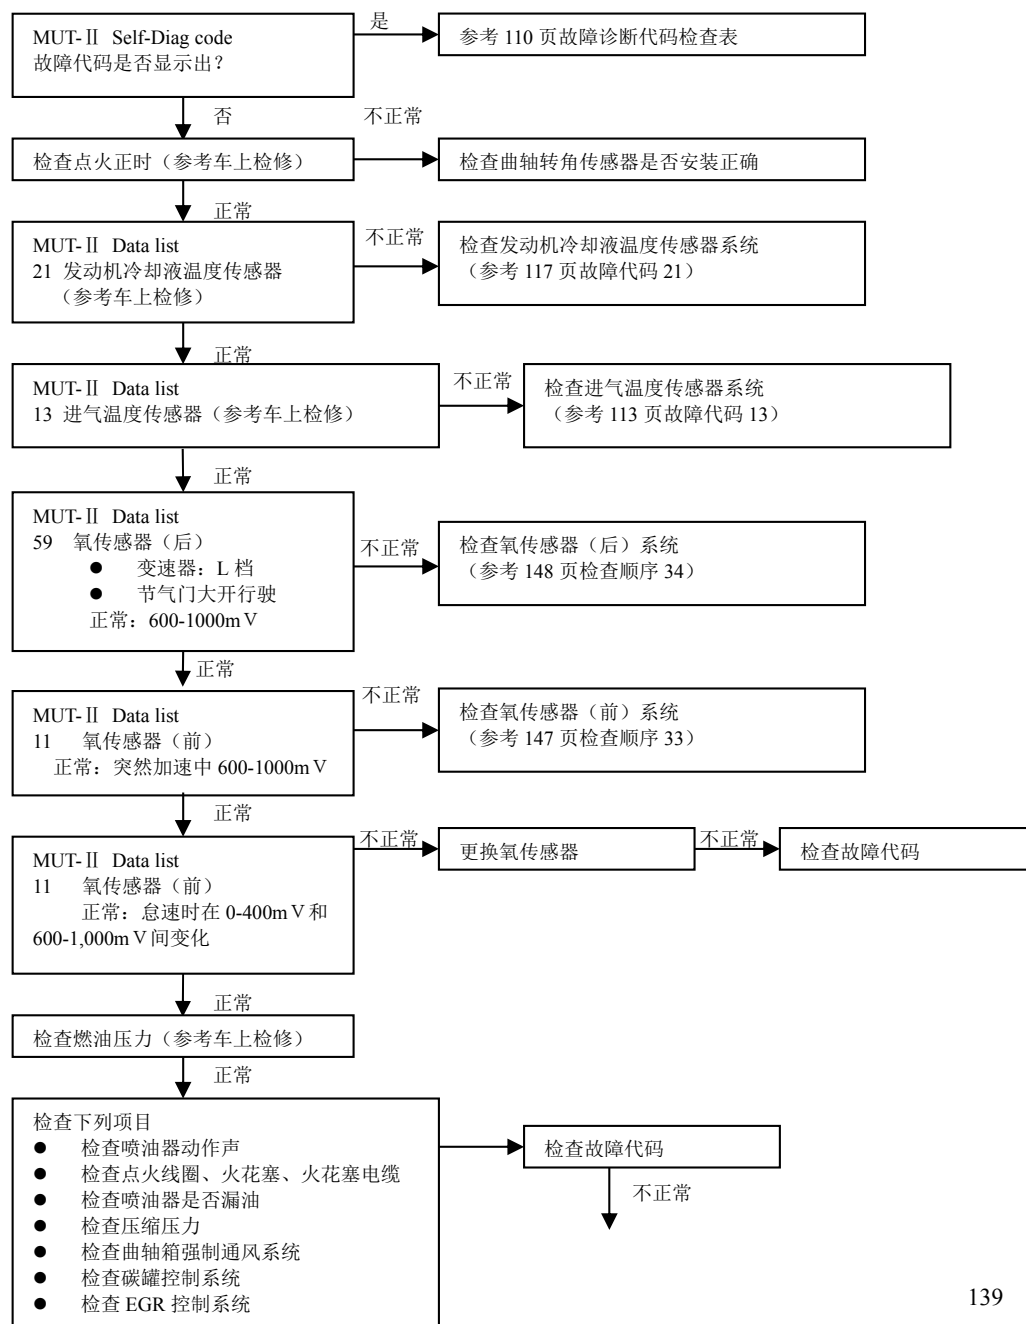 MUT-Ⅱ Self-Diag code
故障代码是否显示出？
是
参考 110 页故障诊断代码检查表
否
不正常
检查点火正时（参考车上检修）
检查曲轴转角传感器是否安装正确
正常
MUT-Ⅱ Data list
21 发动机冷却液温度传感器
（参考车上检修）
不正常
检查发动机冷却液温度传感器系统
（参考 117 页故障代码 21）
正常
MUT-Ⅱ Data list
13 进气温度传感器（参考车上检修）
不正常
检查进气温度传感器系统
（参考 113 页故障代码 13）
正常
MUT-Ⅱ Data list
59 氧传感器（后）
● 变速器：L 档
● 节气门大开行驶
正常：600-1000mＶ
不正常
检查氧传感器（后）系统
（参考 148 页检查顺序 34）
正常
MUT-Ⅱ Data list
11 氧传感器（前）
正常：突然加速中 600-1000mＶ
不正常
检查氧传感器（前）系统
（参考 147 页检查顺序 33）
正常
MUT-Ⅱ Data list
11 氧传感器（前）
正常：怠速时在 0-400mＶ和
600-1,000mＶ间变化
不正常
更换氧传感器
不正常
检查故障代码
正常
检查燃油压力（参考车上检修）
正常
检查下列项目
● 检查喷油器动作声
● 检查点火线圈、火花塞、火花塞电缆
● 检查喷油器是否漏油
● 检查压缩压力
● 检查曲轴箱强制通风系统
● 检查碳罐控制系统
● 检查 EGR 控制系统
检查故障代码
不正常
139